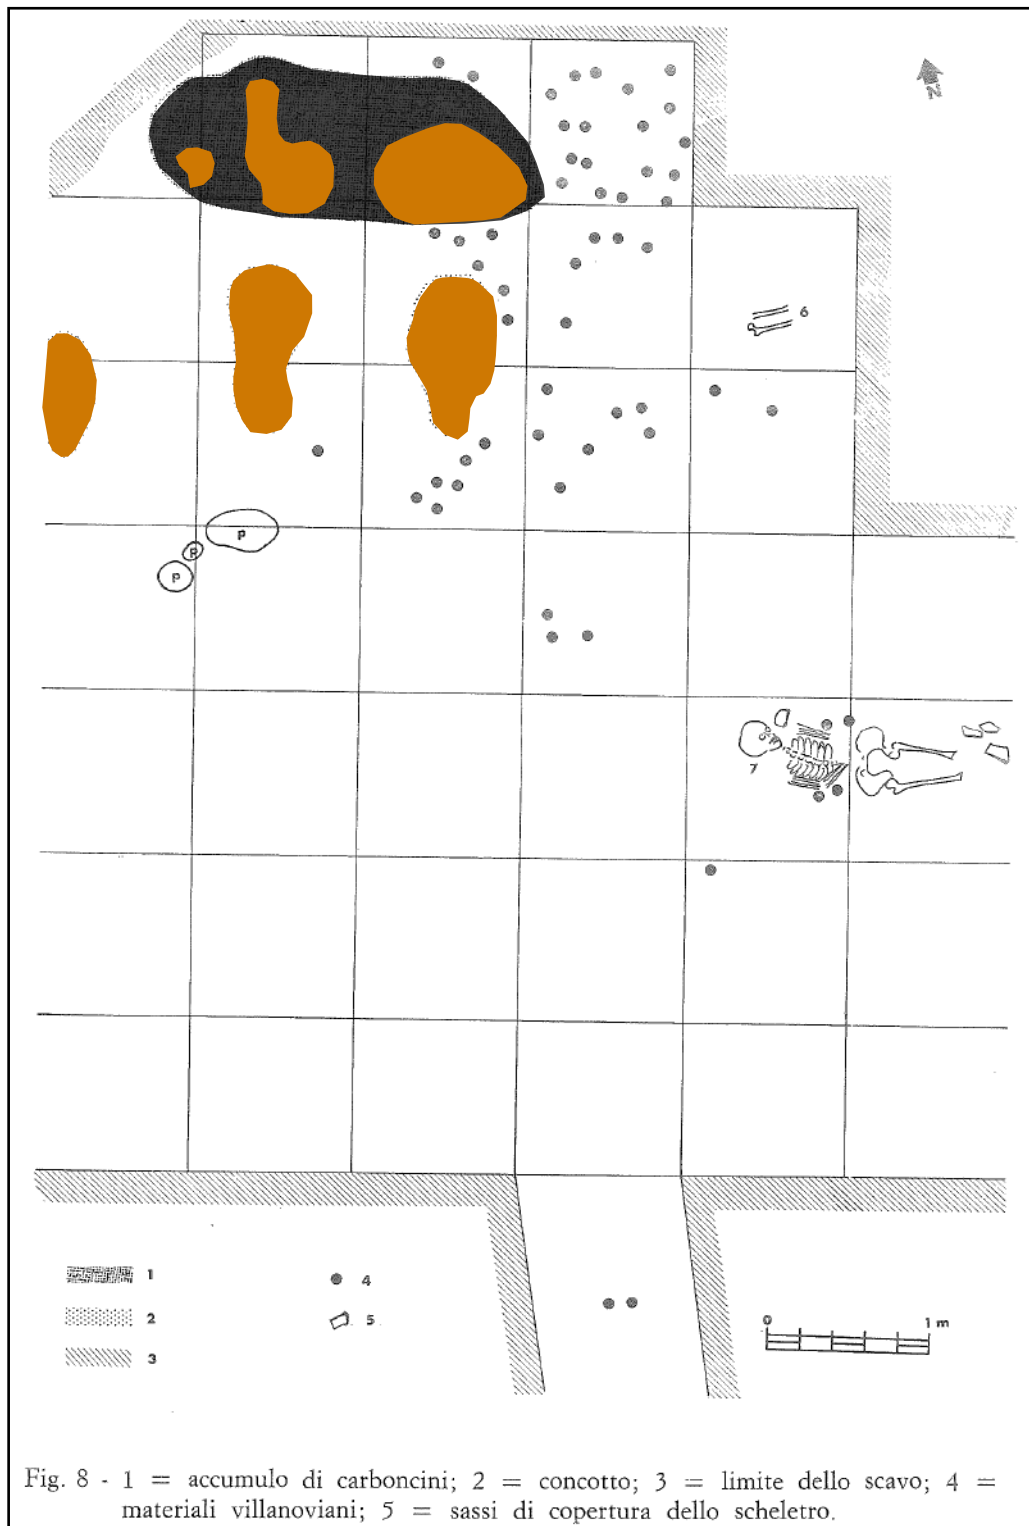 N
6
p
p
p
7
1
4
2
5
3
0 1 m
Fig. 8 - 1 = accumulo di carboncini; 2 = concotto; 3 = limite dello scavo; 4 =
materiali villanoviani; 5 = sassi di copertura dello scheletro.